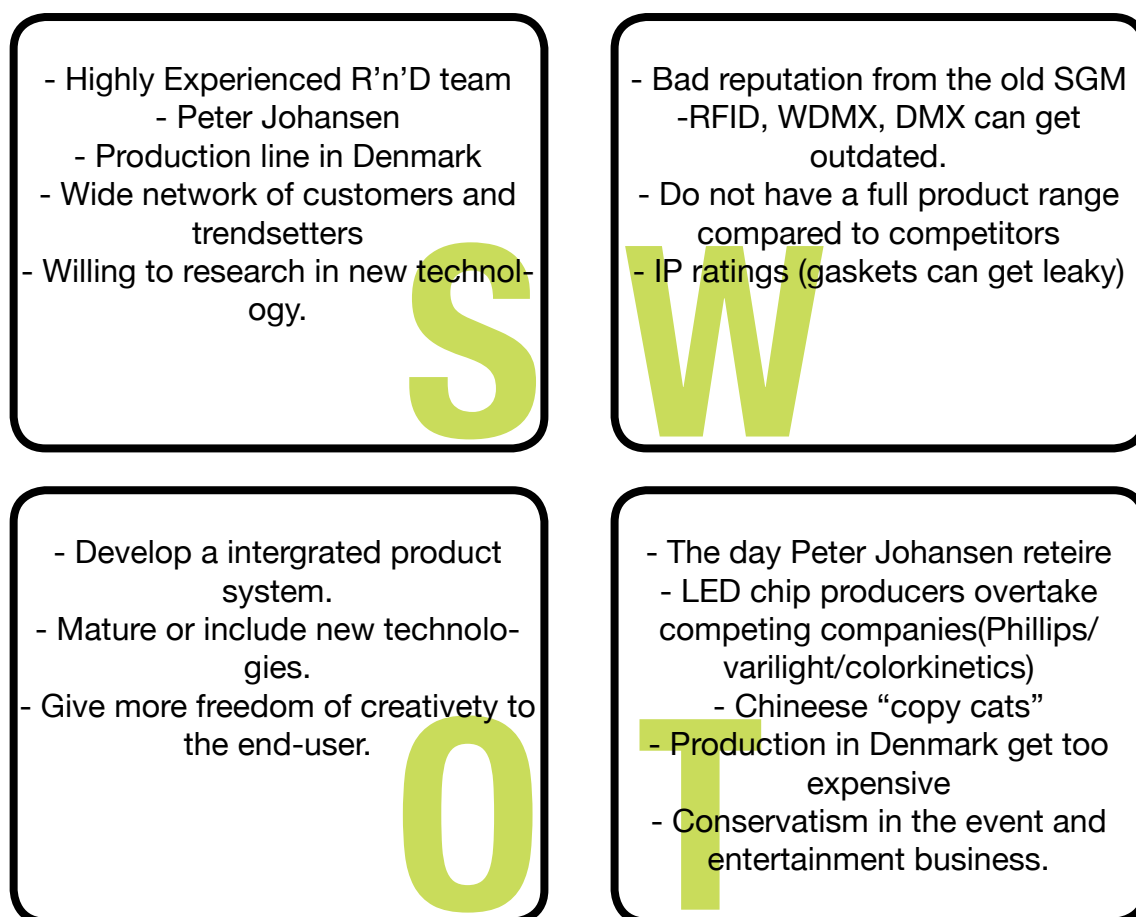 - Highly Experienced R'n'D team
- Peter Johansen
- Production line in Denmark
- Wide network of customers and
trendsetters
- Willing to research in new technol-
ogy.
S
- Bad reputation from the old SGM
-RFID, WDMX, DMX can get
outdated.
- Do not have a full product range
compared to competitors
- IP ratings (gaskets can get leaky)
W
- Develop a intergrated product
system.
- Mature or include new technolo-
gies.
- Give more freedom of creativety to
the end-user.
O
- The day Peter Johansen reteire
- LED chip producers overtake
competing companies(Phillips/
varilight/colorkinetics)
- Chineese “copy cats”
- Production in Denmark get too
expensive
- Conservatism in the event and
entertainment business.
T